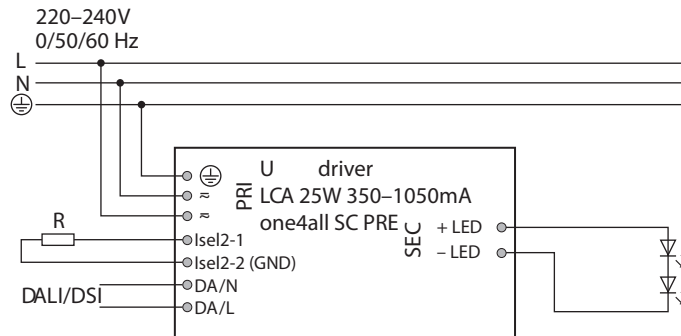 220–240V
0/50/60 Hz
L
N
U driver
LCA 25W 350–1050mA
one4all SC PRE
PRI
SEC
R
Isel2-1
Isel2-2 (GND)
DALI/DSI
DA/N
DA/L
+ LED
– LED